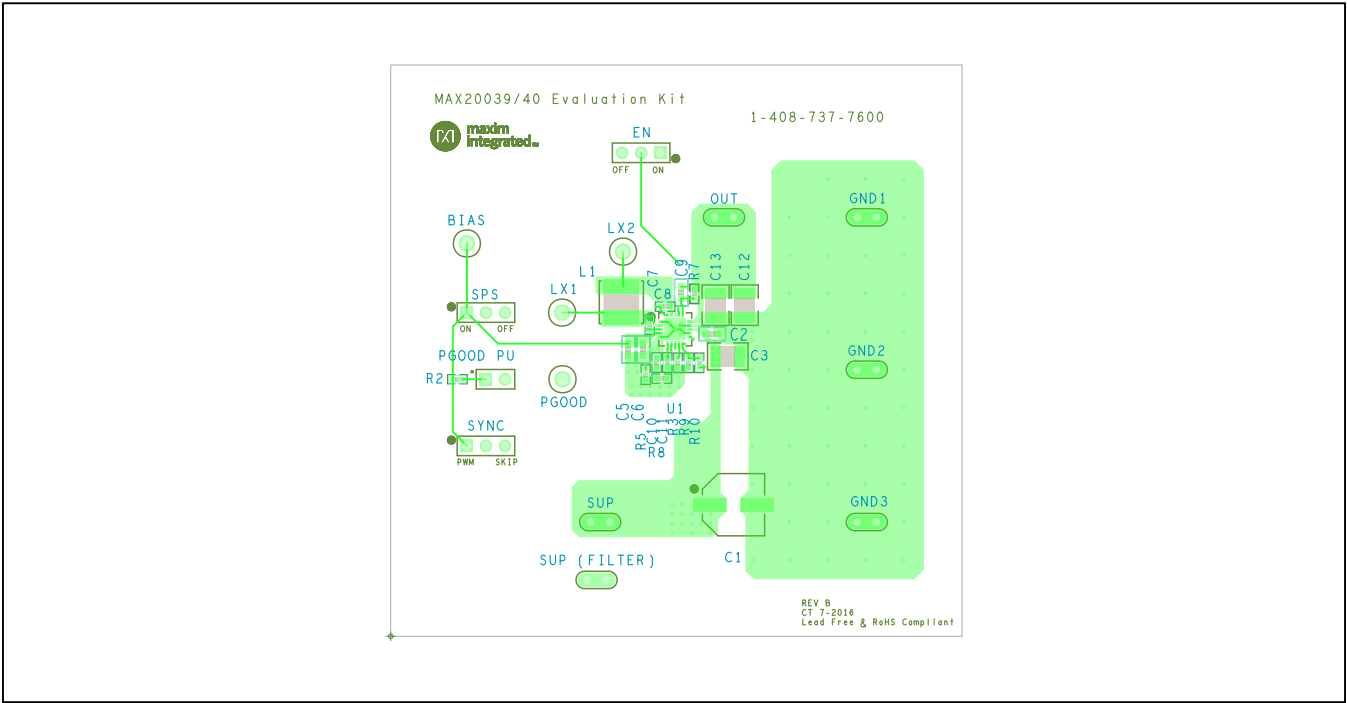 MAX20039/40 Evaluation Kit
1-408-737-7600
maxim
integrated™
EN
OFF ON
OUT
GND1
BIAS
LX2
L1
C7
C9
R7
C13
C12
SPS
LX1
C8
ON OFF
C2
PGOOD PU
C3
GND2
R2
PGOOD
U1
C5
C6
R5
C10
C11
R3
R9
R10
R8
SYNC
PWM SKIP
SUP
GND3
SUP (FILTER)
C1
REV B
CT 7-2016
Lead Free & RoHS Compliant